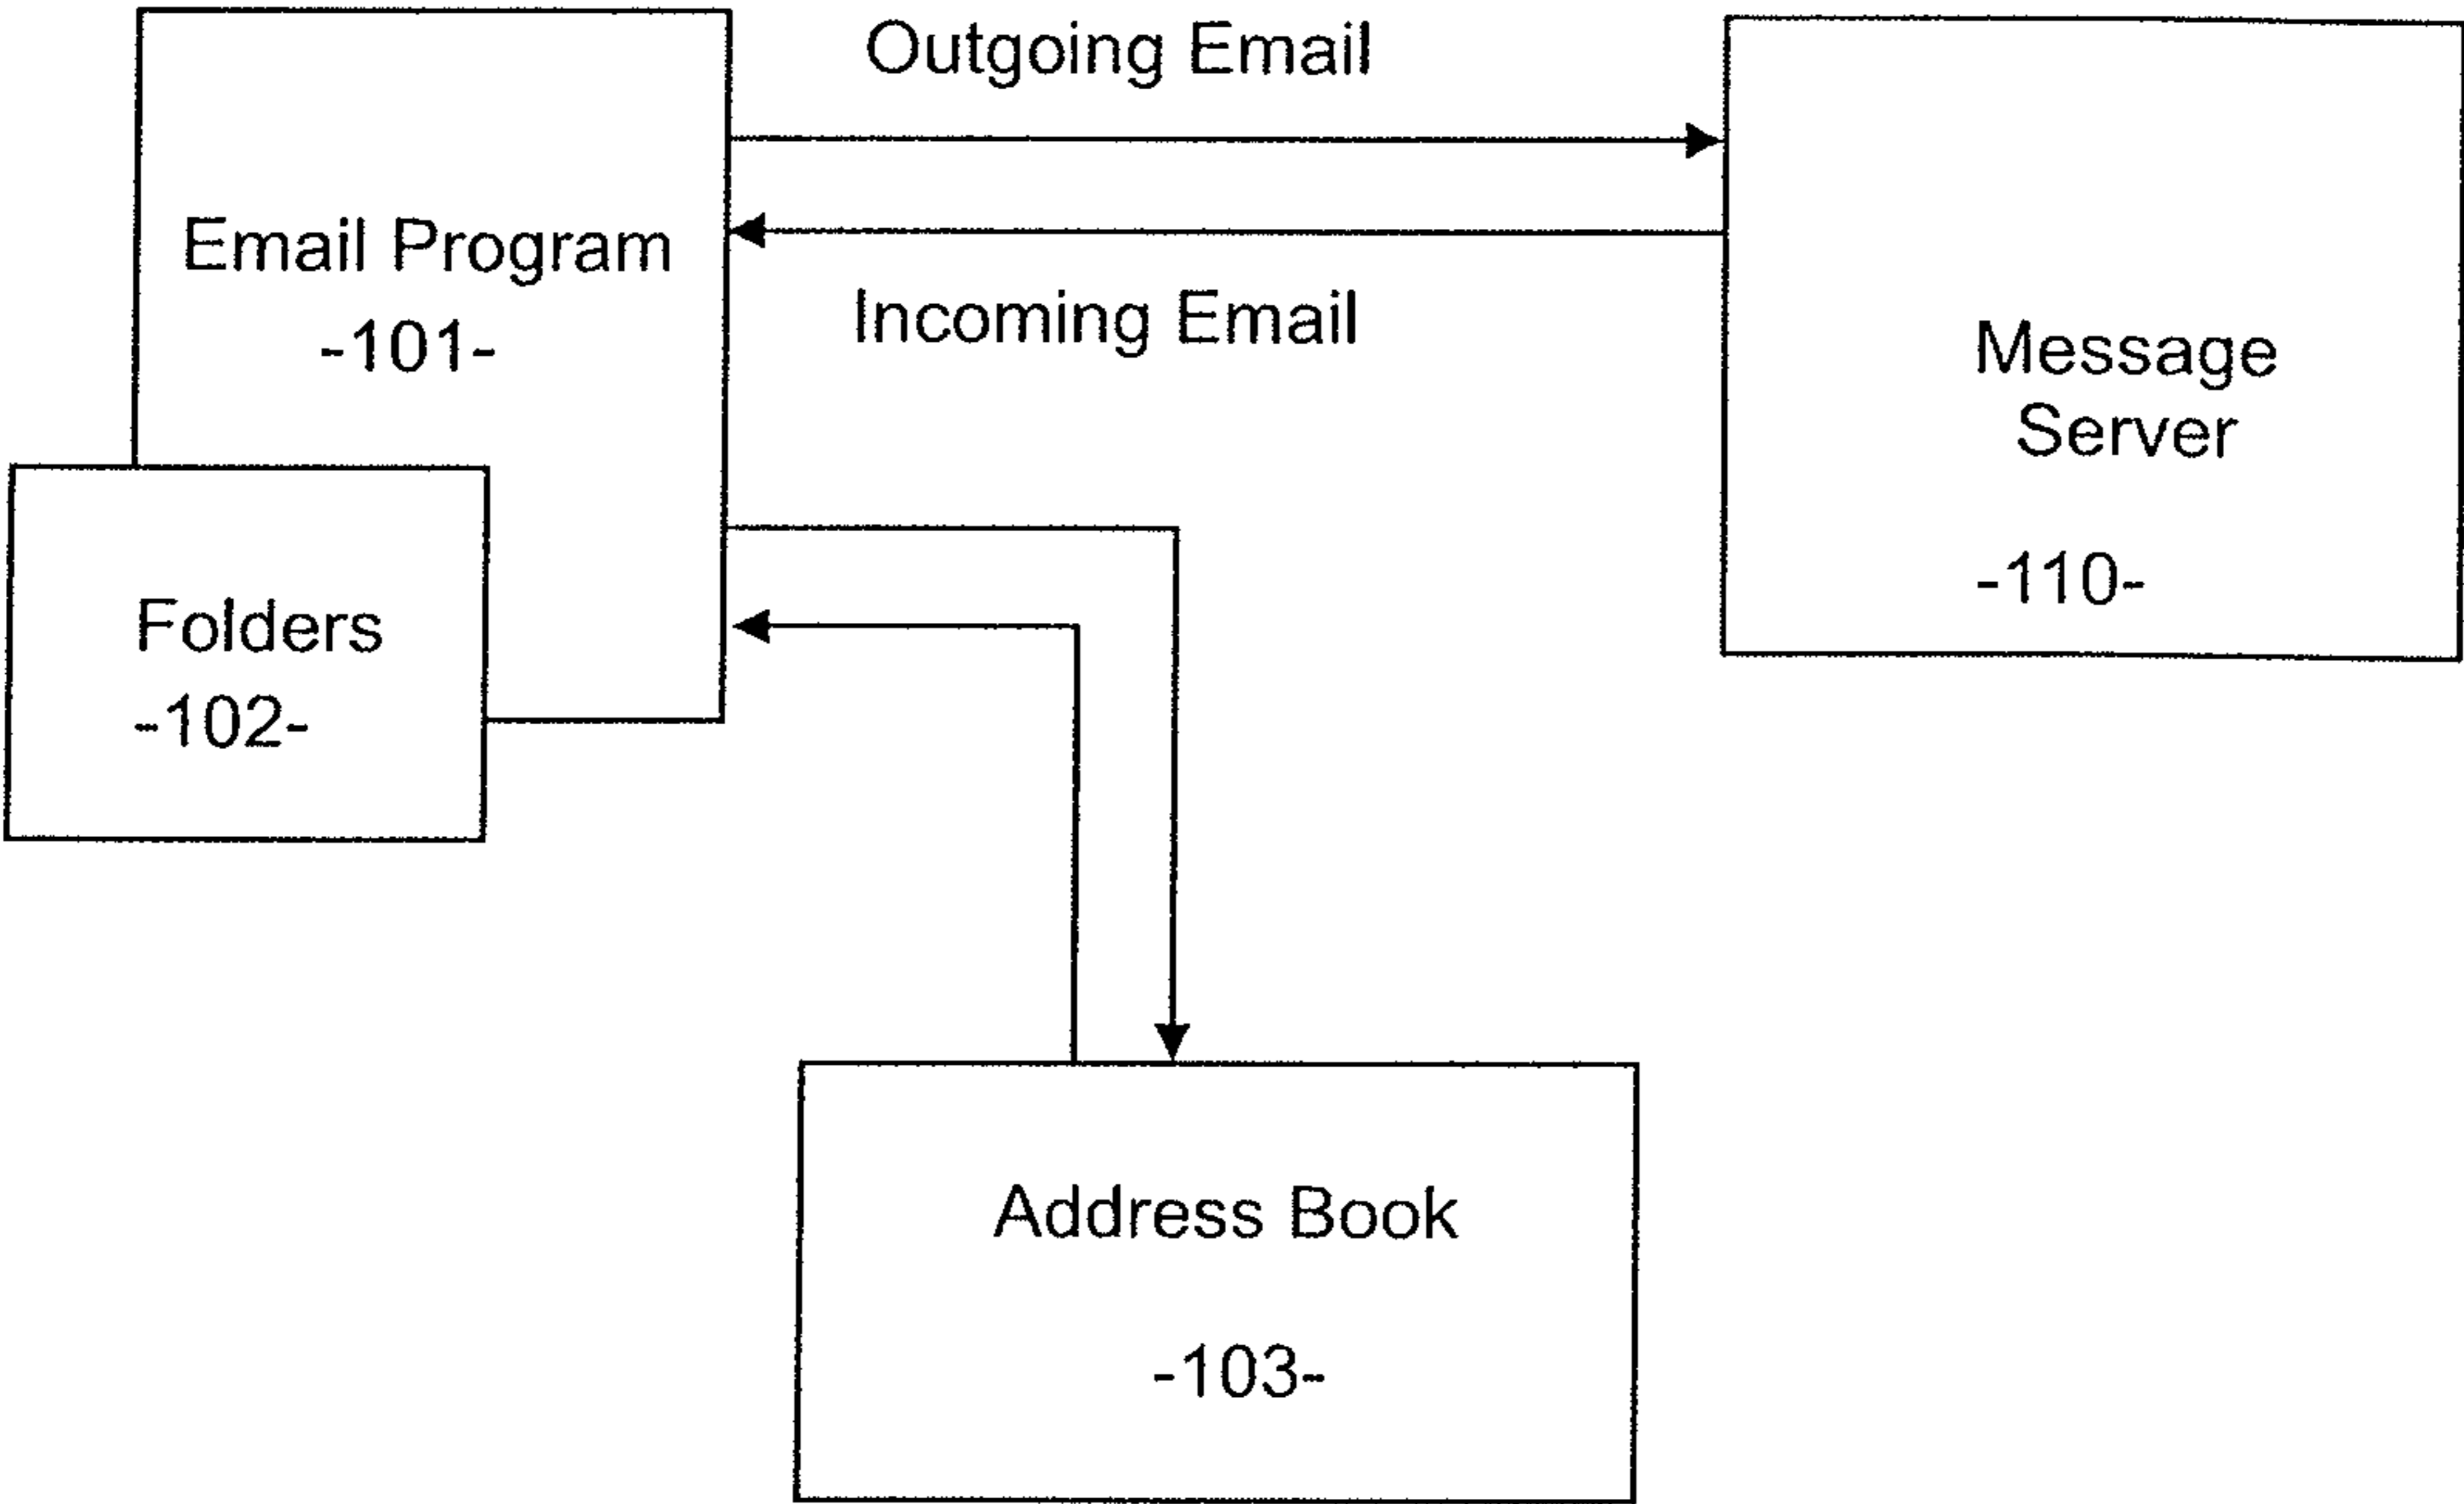 Outgoing Email
Email Program
-101-
Incoming Email
Message
Server
-110-
Folders
-102-
Address Book
-103-